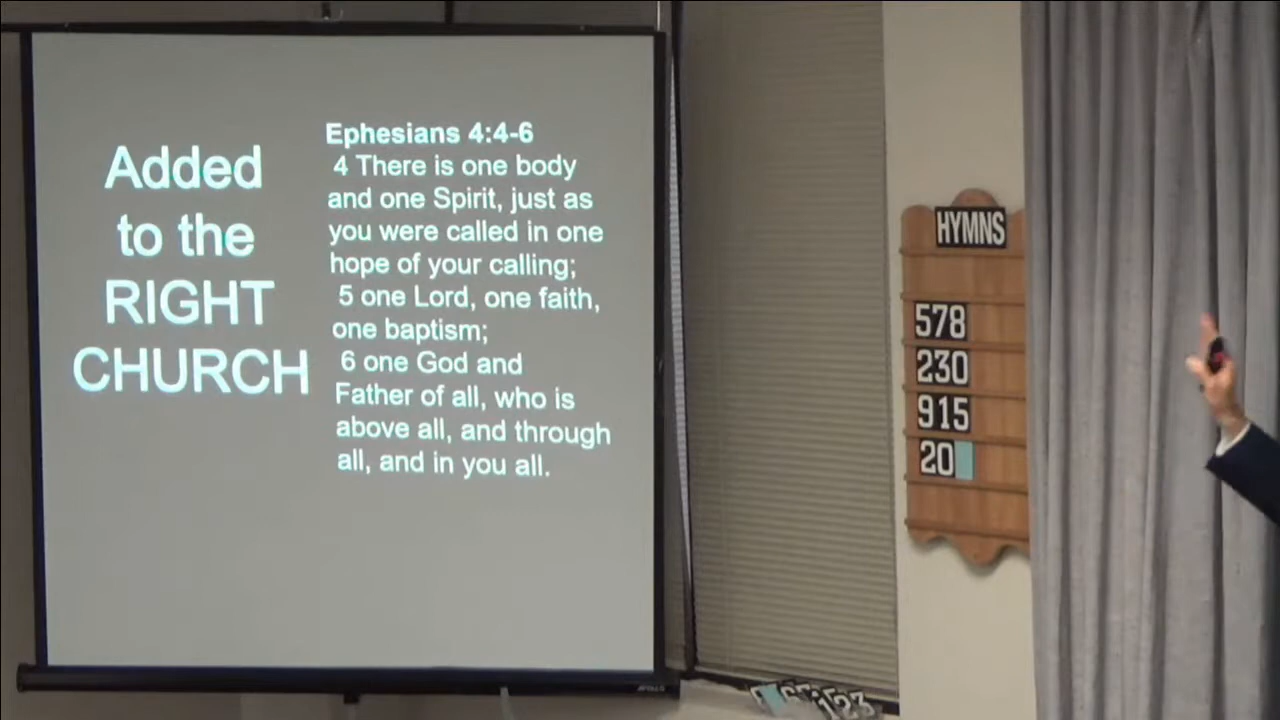 Added
to the
RIGHT
CHURCH
Ephesians 4:4-6
4 There is one body
and one Spirit, just as
you were called in one
hope of your calling;
5 one Lord, one faith,
one baptism;
6 one God and
Father of all, who is
above all, and through
all, and in you all.
HYMNS
578
230
915
20
123